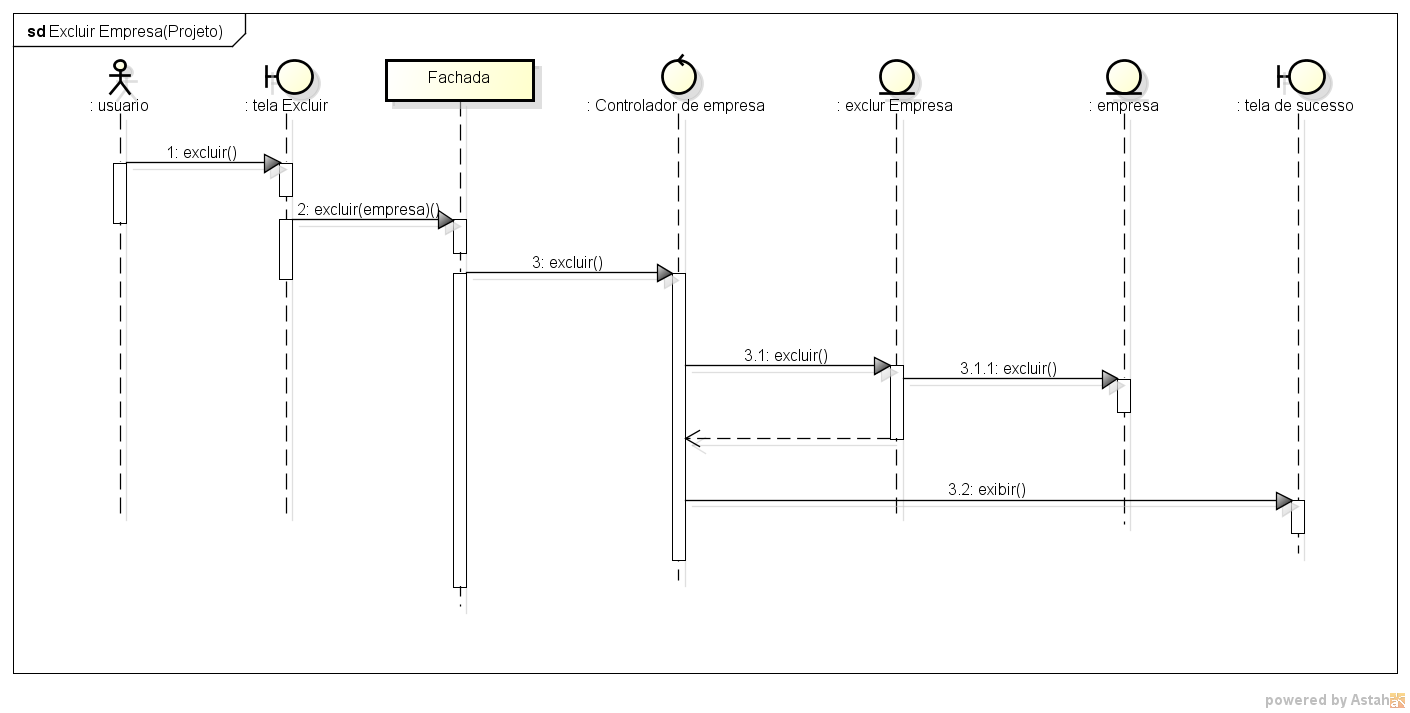 sd Excluir Empresa(Projeto)
: usuario
: tela Excluir
Fachada
: Controlador de empresa
: exclur Empresa
: empresa
: tela de sucesso
1: excluir()
2: excluir(empresa)()
3: excluir()
3.1: excluir()
3.1.1: excluir()
3.2: exibir()
powered by Astah